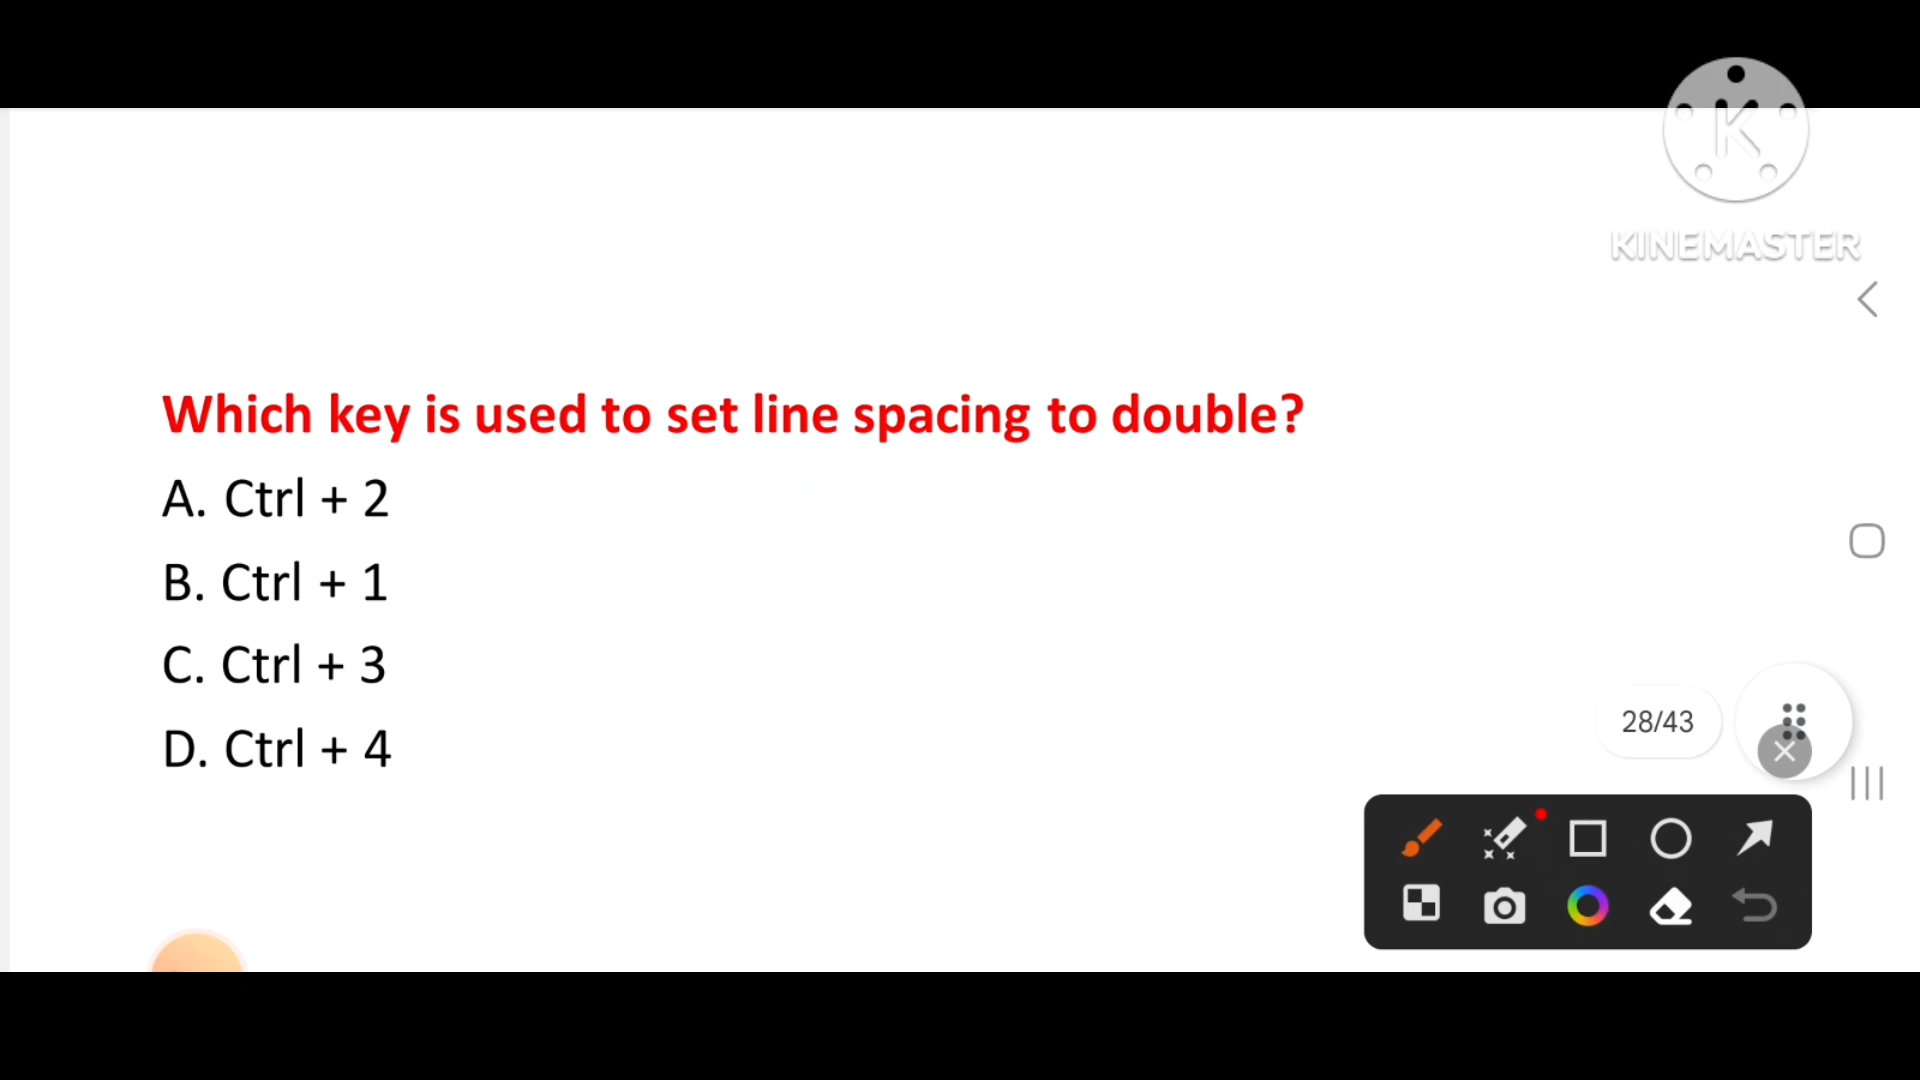 KINEMASTER
Which key is used to set line spacing to double?
A. Ctrl + 2
B. Ctrl + 1
C. Ctrl + 3
D. Ctrl + 4
28/43